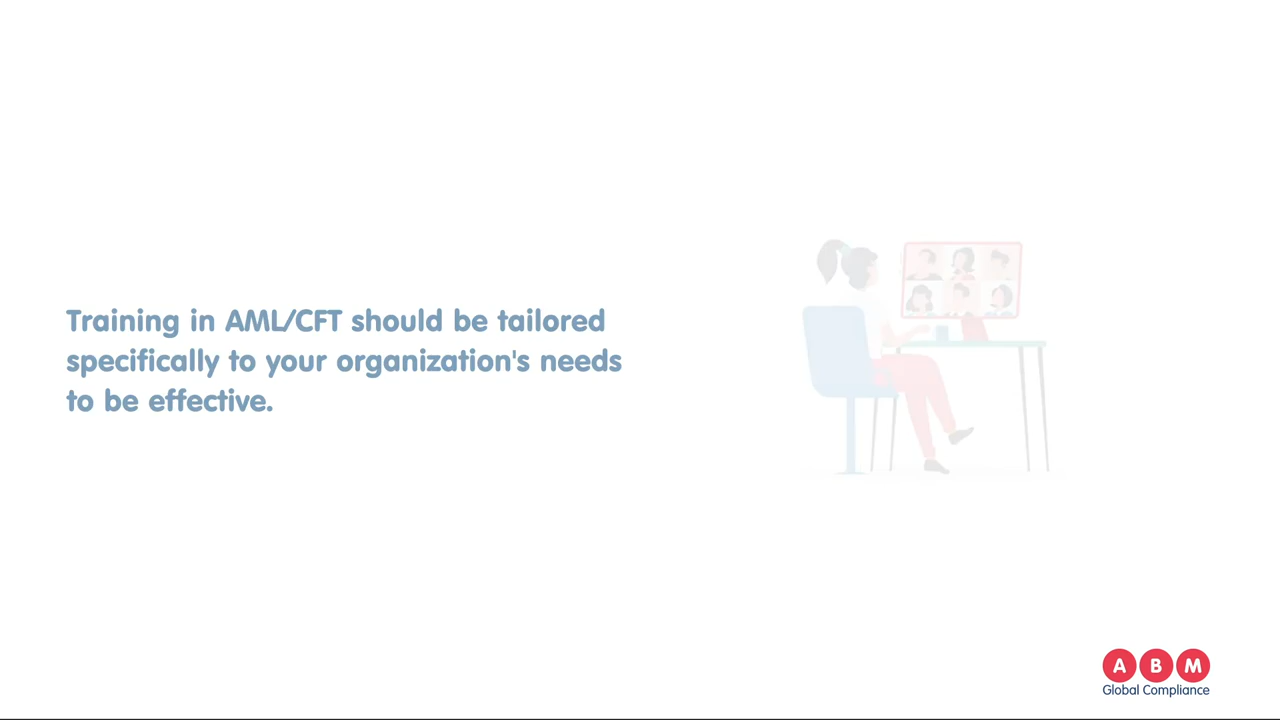 Training in AML/CFT should be tailored
specifically to your organization's needs
to be effective.
A B M
Global Compliance